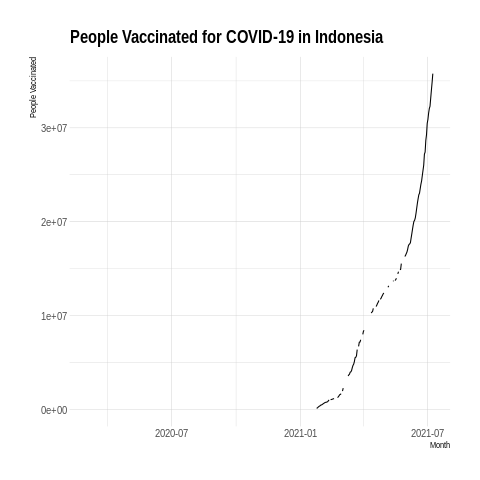 People Vaccinated for COVID-19 in Indonesia
People Vaccinated
3e+07
2e+07
1e+07
0e+00
2020-07
2021-01
2021-07
Month